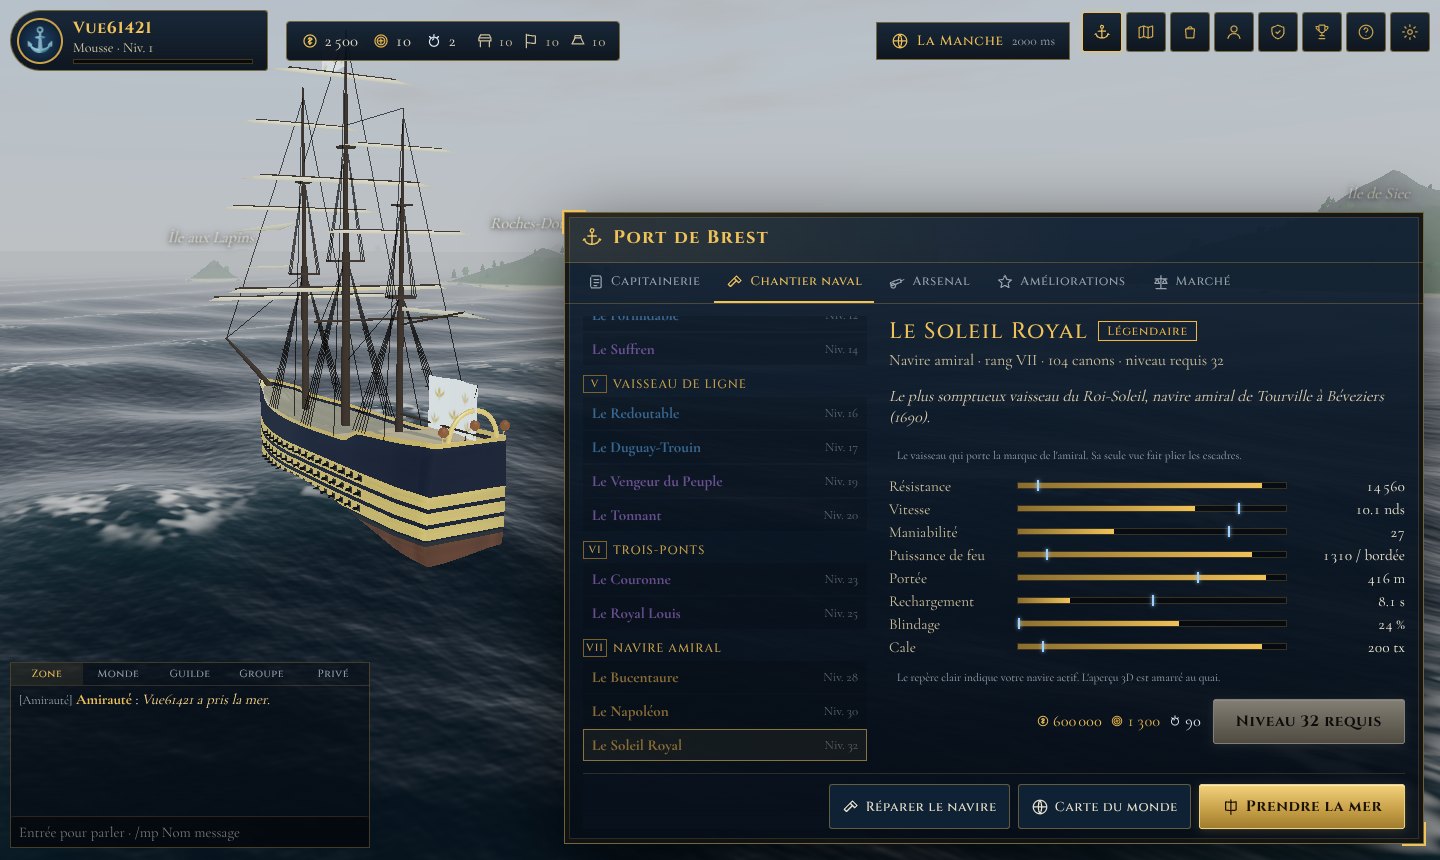 Vue61421
Mousse · Niv. 1
2 500 10 2 10 10 10
La Manche 2000 ms
Île aux Lapins
Roches-Do
Île de Siec
Port de Brest
Capitainerie
Chantier naval
Arsenal
Améliorations
Marché
Le Formidable Niv. 12
Le Suffren Niv. 14
V Vaisseau de ligne
Le Redoutable Niv. 16
Le Duguay-Trouin Niv. 17
Le Vengeur du Peuple Niv. 19
Le Tonnant Niv. 20
VI Trois-ponts
Le Couronne Niv. 23
Le Royal Louis Niv. 25
VII Navire amiral
Le Bucentaure Niv. 28
Le Napoléon Niv. 30
Le Soleil Royal Niv. 32
Le Soleil Royal Légendaire
Navire amiral · rang VII · 104 canons · niveau requis 32
Le plus somptueux vaisseau du Roi-Soleil, navire amiral de Tourville à Béveziers
(1690).
Le vaisseau qui porte la marque de l'amiral. Sa seule vue fait plier les escadres.
Résistance 14 560
Vitesse 10.1 nds
Maniabilité 27
Puissance de feu 1 310 / bordée
Portée 416 m
Rechargement 8.1 s
Blindage 24 %
Cale 200 tx
Le repère clair indique votre navire actif. L'aperçu 3D est amarré au quai.
600 000 1 300 90 Niveau 32 requis
Réparer le navire
Carte du monde
Prendre la mer
Zone
Monde
Guilde
Groupe
Privé
[Amirauté] Amirauté : Vue61421 a pris la mer.
Entrée pour parler · /mp Nom message